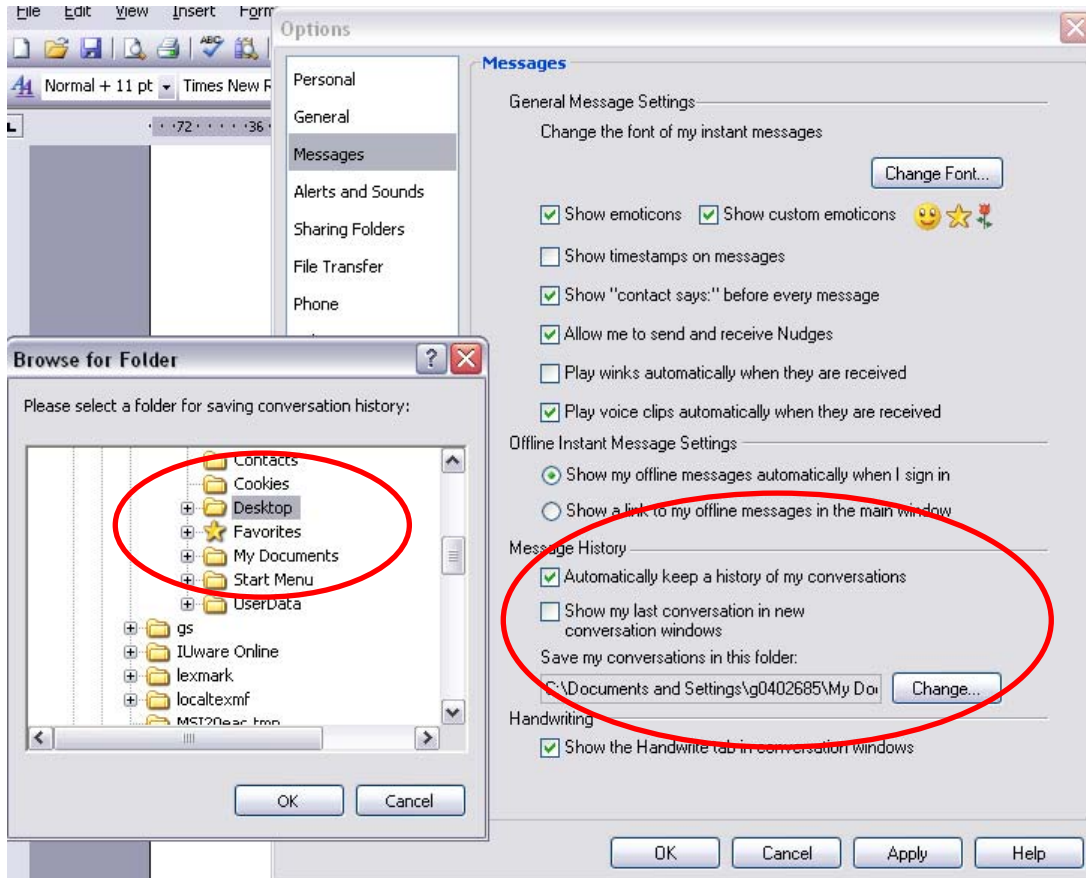 File Edit View Insert Form
Normal + 11 pt Times New R
72 36
Options
Personal
General
Messages
Alerts and Sounds
Sharing Folders
File Transfer
Phone
Messages
General Message Settings
Change the font of my instant messages
Change Font...
Show emoticons Show custom emoticons
Show timestamps on messages
Show "contact says:" before every message
Allow me to send and receive Nudges
Play winks automatically when they are received
Play voice clips automatically when they are received
Offline Instant Message Settings
Show my offline messages automatically when I sign in
Show a link to my offline messages in the main window
Message History
Automatically keep a history of my conversations
Show my last conversation in new
conversation windows
Save my conversations in this folder:
C:\Documents and Settings\g0402685\My Do Change...
Handwriting
Show the Handwrite tab in conversation windows
OK Cancel Apply Help
Browse for Folder
Please select a folder for saving conversation history:
Contacts
Cookies
Desktop
Favorites
My Documents
Start Menu
UserData
gs
IUware Online
lexmark
localtexmf
MSI20eac.tmp
OK Cancel